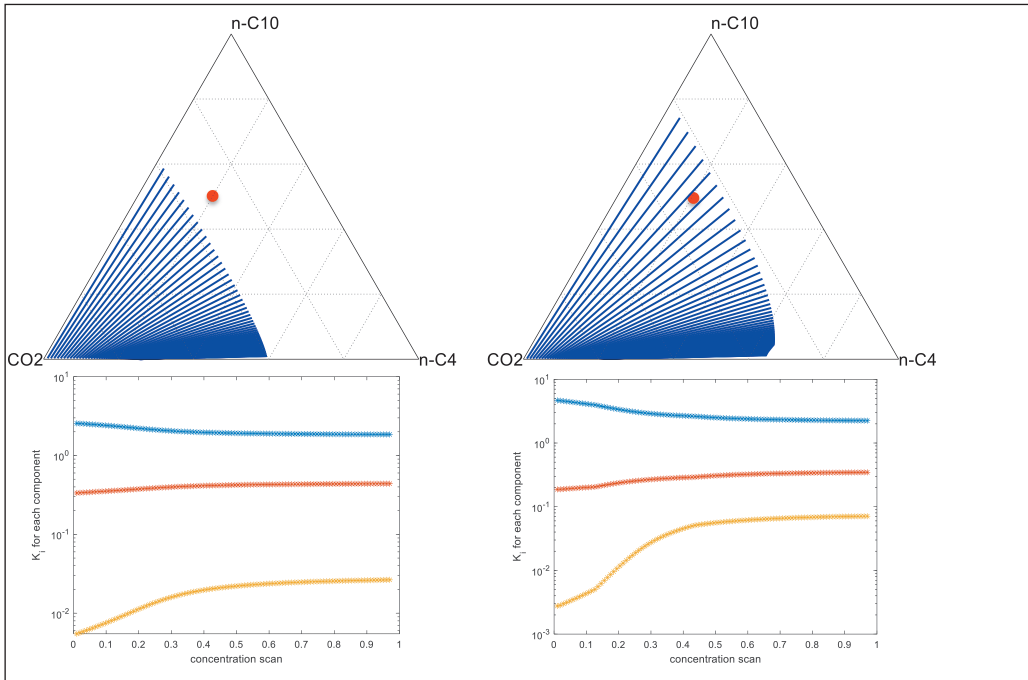 n-C10
n-C10
CO2
n-C4
CO2
n-C4
10^1
10^0
10^-1
10^-2
K_i for each component
0 0.1 0.2 0.3 0.4 0.5 0.6 0.7 0.8 0.9 1
concentration scan
10^1
10^0
10^-1
10^-2
10^-3
K_i for each component
0 0.1 0.2 0.3 0.4 0.5 0.6 0.7 0.8 0.9 1
concentration scan